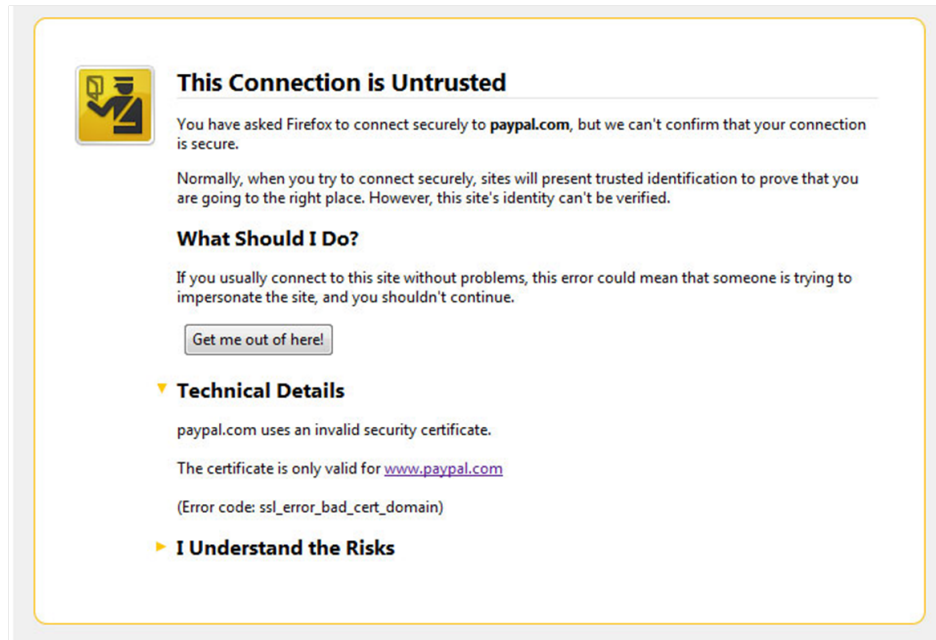 This Connection is Untrusted
You have asked Firefox to connect securely to paypal.com, but we can't confirm that your connection
is secure.
Normally, when you try to connect securely, sites will present trusted identification to prove that you
are going to the right place. However, this site's identity can't be verified.
What Should I Do?
If you usually connect to this site without problems, this error could mean that someone is trying to
impersonate the site, and you shouldn't continue.
Get me out of here!
Technical Details
paypal.com uses an invalid security certificate.
The certificate is only valid for www.paypal.com
(Error code: ssl_error_bad_cert_domain)
I Understand the Risks